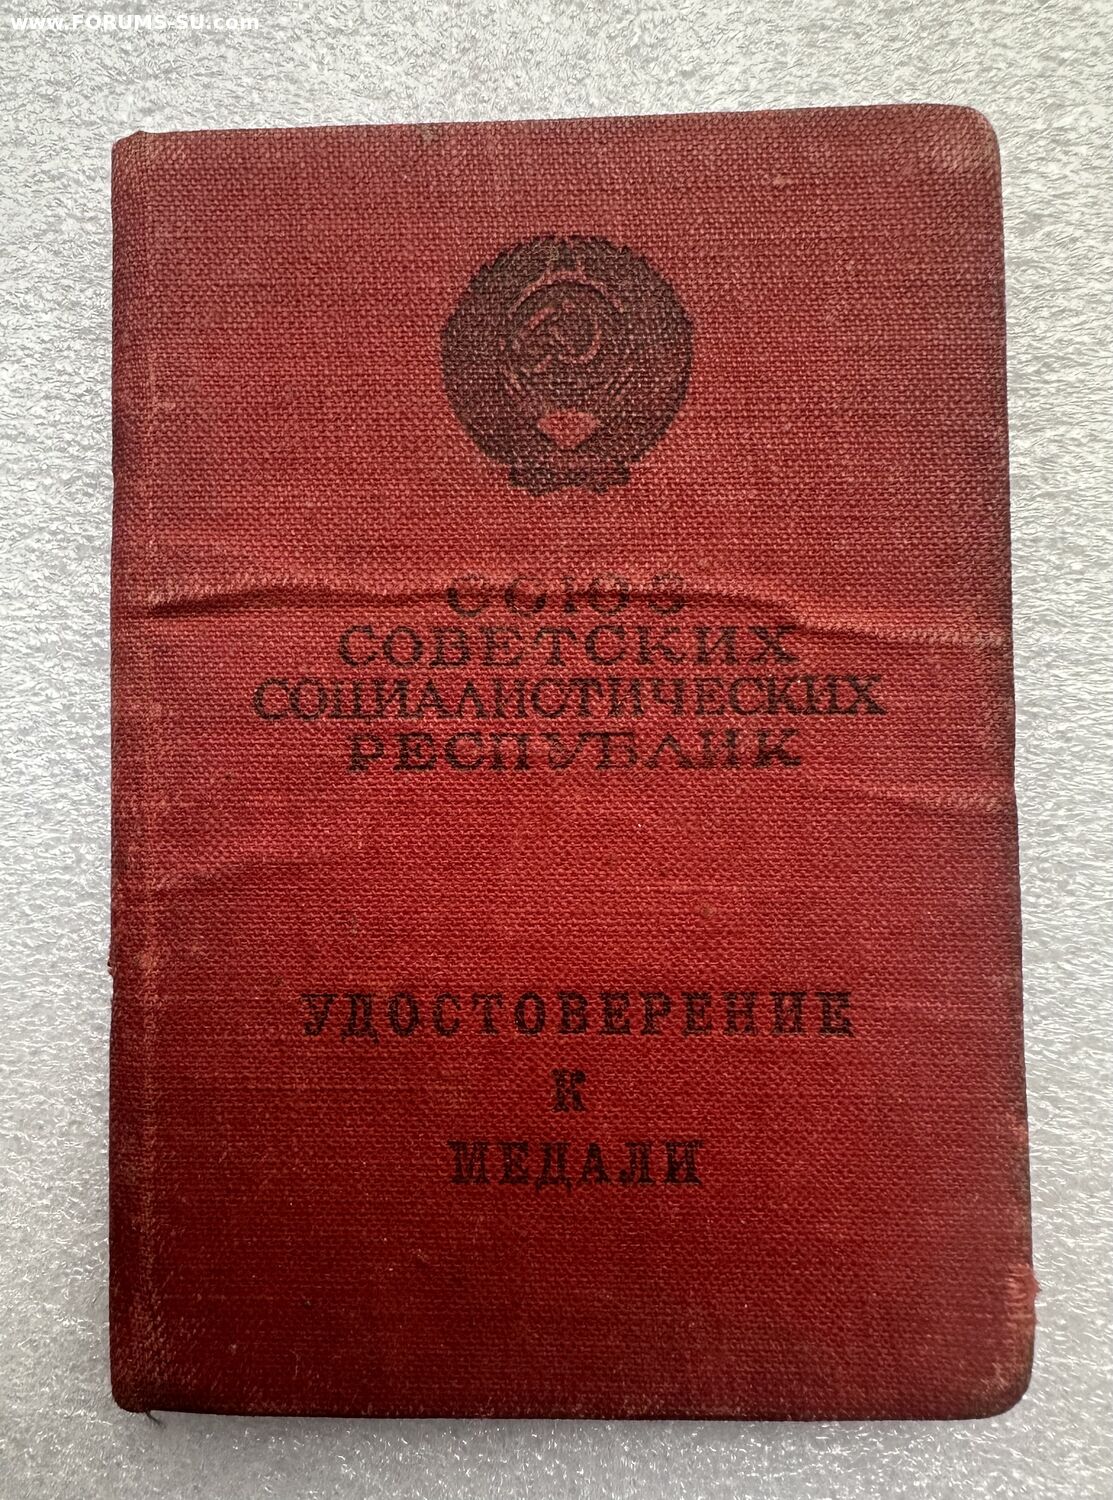 www.FORUMS-SU.com
СОЮЗ
СОВЕТСКИХ
СОЦИАЛИСТИЧЕСКИХ
РЕСПУБЛИК
УДОСТОВЕРЕНИЕ
К
МЕДАЛИ